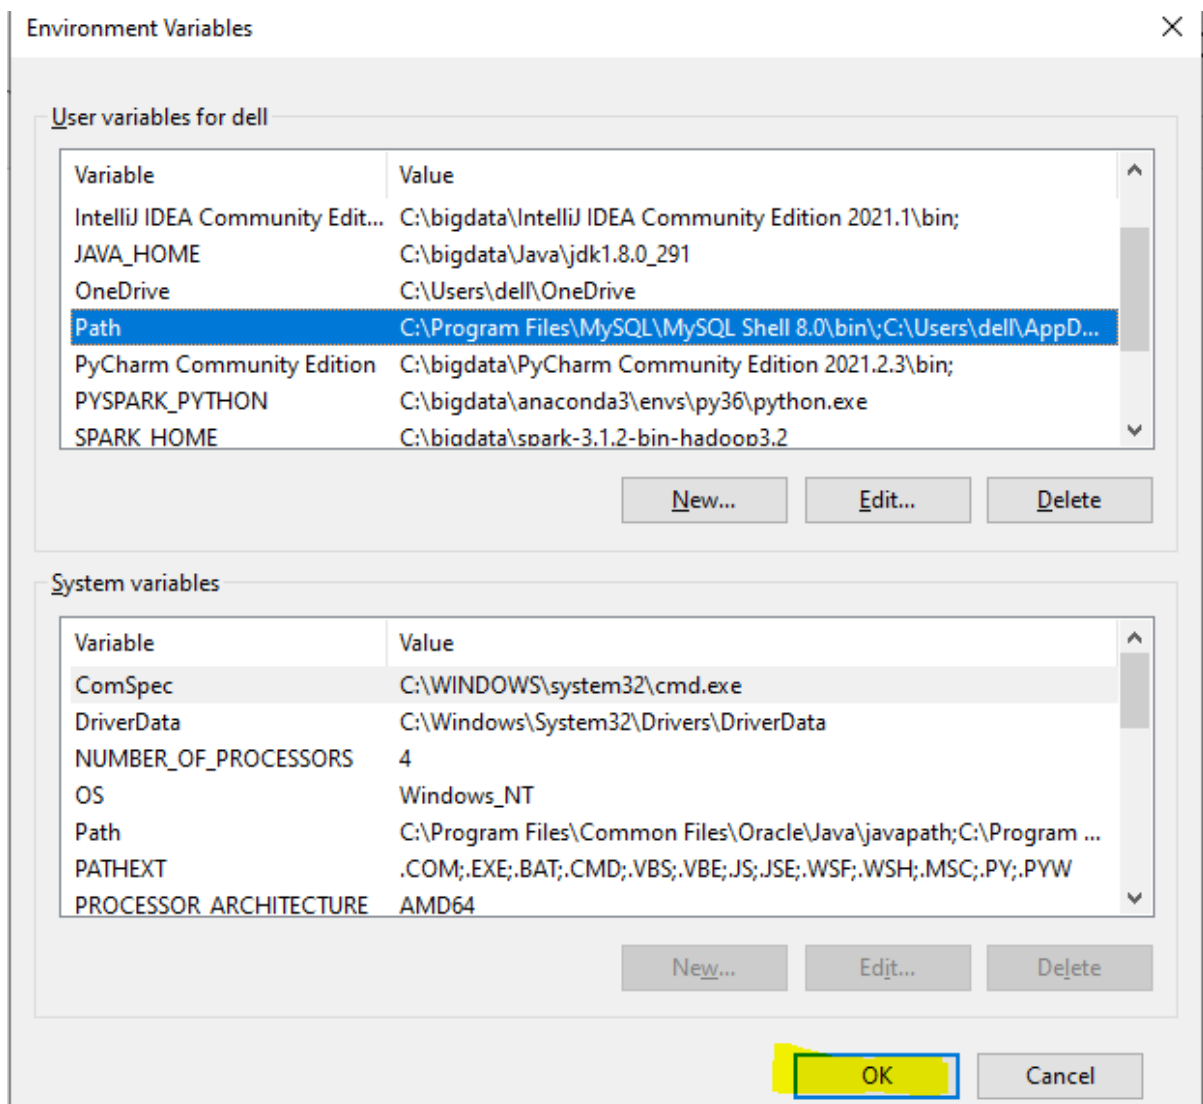 Environment Variables
User variables for dell
Variable Value
IntelliJ IDEA Community Edit... C:\bigdata\IntelliJ IDEA Community Edition 2021.1\bin;
JAVA_HOME C:\bigdata\Java\jdk1.8.0_291
OneDrive C:\Users\dell\OneDrive
Path C:\Program Files\MySQL\MySQL Shell 8.0\bin\;C:\Users\dell\AppD...
PyCharm Community Edition C:\bigdata\PyCharm Community Edition 2021.2.3\bin;
PYSPARK_PYTHON C:\bigdata\anaconda3\envs\py36\python.exe
SPARK_HOME C:\bigdata\spark-3.1.2-bin-hadoop3.2
New... Edit... Delete
System variables
Variable Value
ComSpec C:\WINDOWS\system32\cmd.exe
DriverData C:\Windows\System32\Drivers\DriverData
NUMBER_OF_PROCESSORS 4
OS Windows_NT
Path C:\Program Files\Common Files\Oracle\Java\javapath;C:\Program ...
PATHEXT .COM;.EXE;.BAT;.CMD;.VBS;.VBE;.JS;.JSE;.WSF;.WSH;.MSC;.PY;.PYW
PROCESSOR_ARCHITECTURE AMD64
New... Edit... Delete
OK Cancel